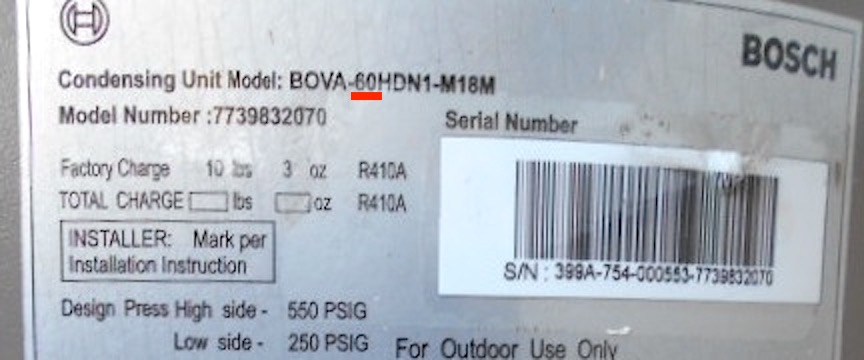 BOSCH
Condensing Unit Model: BOVA-60HDN1-M18M
Model Number :7739832070
Serial Number
Factory Charge 10 lbs 3 oz R410A
TOTAL CHARGE lbs oz R410A
INSTALLER: Mark per
Installation Instruction
S/N : 399A-754-000553-7739832070
Design Press High side - 550 PSIG
Low side - 250 PSIG
For Outdoor Use Only